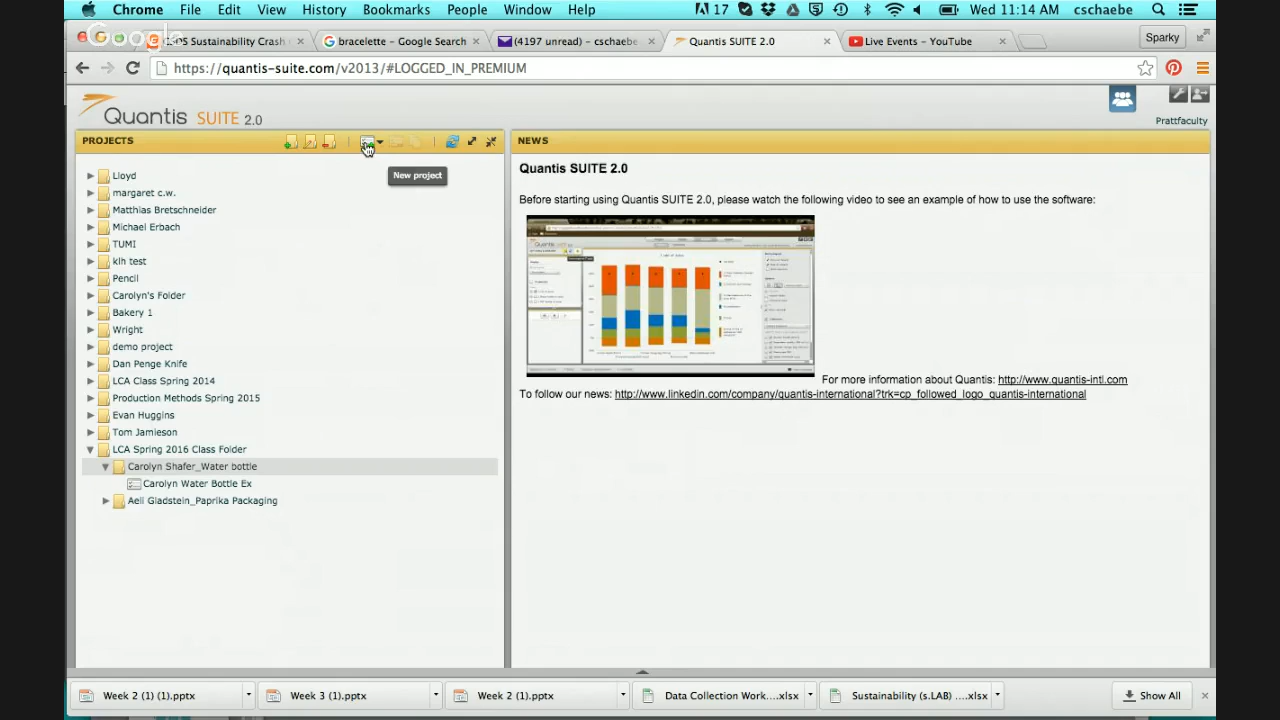 Chrome File Edit View History Bookmarks People Window Help 17 Wed 11:14 AM cschaebe
Google
Sustainability Crash bracelette – Google Search (4197 unread) – cschaebe Quantis SUITE 2.0 Live Events – YouTube Sparky
https://quantis-suite.com/v2013/#LOGGED_IN_PREMIUM
Quantis SUITE 2.0
Prattfaculty
PROJECTS
New project
Lloyd
margaret c.w.
Matthias Bretschneider
Michael Erbach
TUMI
klh test
Pencil
Carolyn's Folder
Bakery 1
Wright
demo project
Dan Penge Knife
LCA Class Spring 2014
Production Methods Spring 2015
Evan Huggins
Tom Jamieson
LCA Spring 2016 Class Folder
Carolyn Shafer_Water bottle
Carolyn Water Bottle Ex
Aeli Gladstein_Paprika Packaging
NEWS
Quantis SUITE 2.0
Before starting using Quantis SUITE 2.0, please watch the following video to see an example of how to use the software:
For more information about Quantis: http://www.quantis-intl.com
To follow our news: http://www.linkedin.com/company/quantis-international?trk=cp_followed_logo_quantis-international
Week 2 (1) (1).pptx Week 3 (1).pptx Week 2 (1).pptx Data Collection Work....xlsx Sustainability (s.LAB) ....xlsx Show All